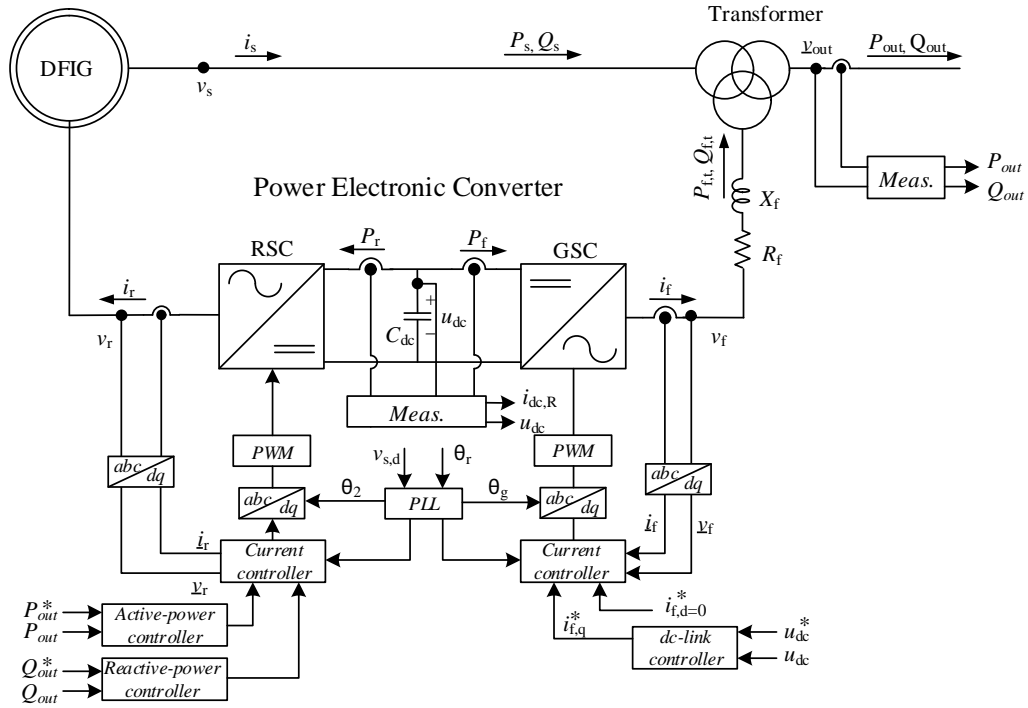 Transformer
DFIG
i_s
P_s, Q_s
v_s
v_out
P_out, Q_out
P_f,t, Q_f,t
Meas.
P_out
Q_out
X_f
R_f
Power Electronic Converter
RSC
P_r
P_f
GSC
i_r
v_r
+
−
C_dc
u_dc
i_f
v_f
Meas.
i_dc,R
u_dc
PWM
PWM
abc
dq
abc
dq
v_s,d
θ_r
θ_2
PLL
θ_g
abc
dq
abc
dq
i_r
v_r
Current
controller
Current
controller
i_f
v_f
P*_out
P_out
Active-power
controller
Q*_out
Q_out
Reactive-power
controller
i*_f,q
i*_f,d=0
dc-link
controller
u*_dc
u_dc